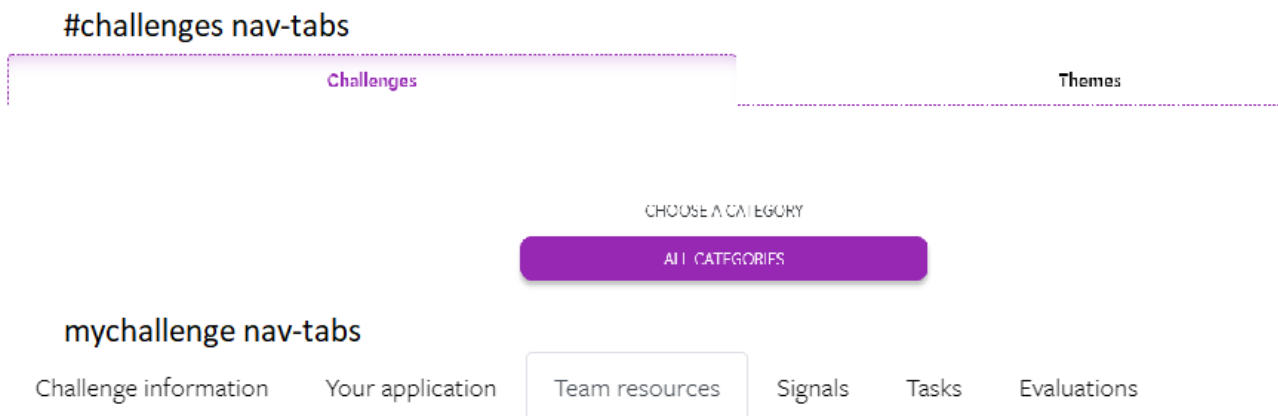 #challenges nav-tabs
Challenges Themes
CHOOSE A CATEGORY
ALL CATEGORIES
mychallenge nav-tabs
Challenge information Your application Team resources Signals Tasks Evaluations